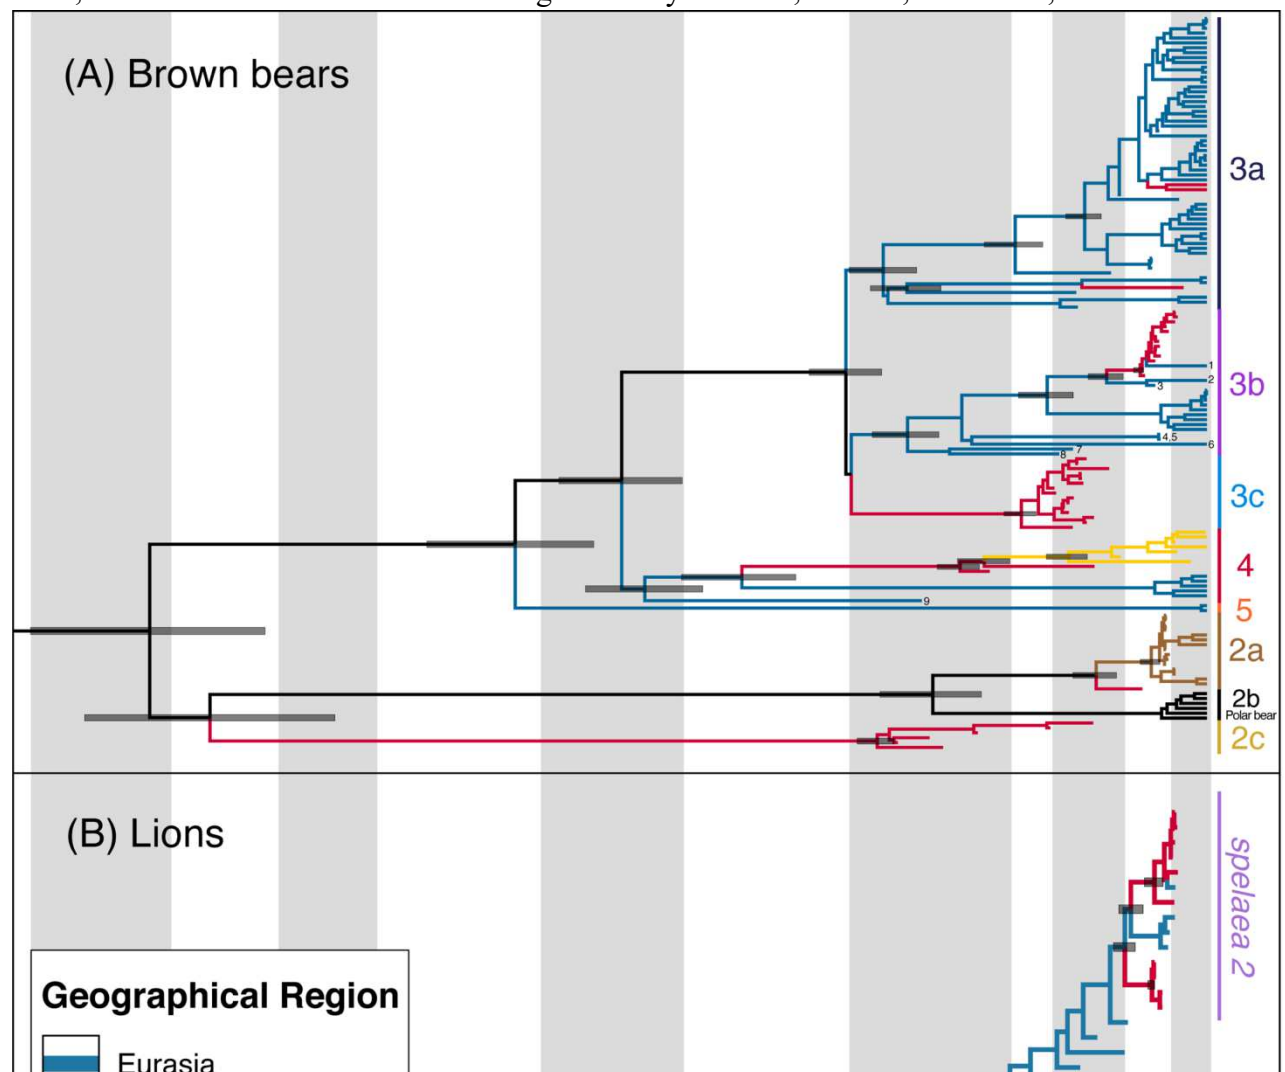 (A) Brown bears
3a
1
2
3
3b
4,5
6
7
8
3c
4
9
5
2a
2b
Polar bear
2c
(B) Lions
spelaea 2
Geographical Region
Eurasia